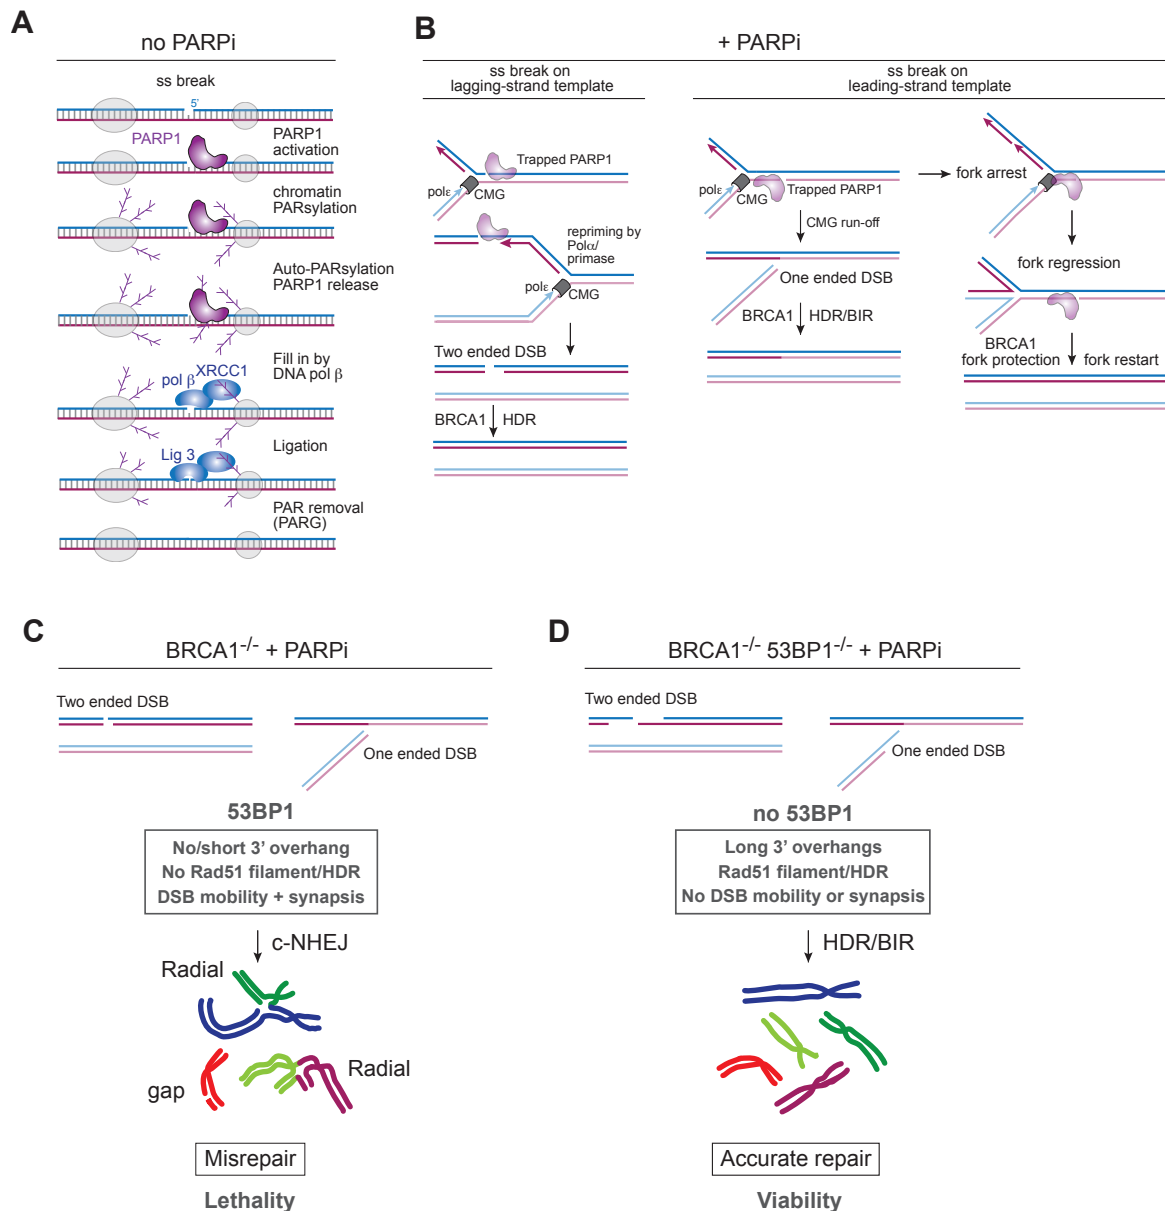 A
no PARPi
ss break
5'
PARP1
PARP1
activation
chromatin
PARsylation
Auto-PARsylation
PARP1 release
Fill in by
DNA pol β
XRCC1
pol β
Ligation
Lig 3
PAR removal
(PARG)
B
+ PARPi
ss break on
lagging-strand template
ss break on
leading-strand template
Trapped PARP1
polε
CMG
repriming by
Polα/
primase
polε
CMG
Two ended DSB
BRCA1
HDR
polε
CMG
Trapped PARP1
fork arrest
CMG run-off
One ended DSB
BRCA1
HDR/BIR
fork regression
BRCA1
fork protection
fork restart
C
BRCA1-/- + PARPi
Two ended DSB
One ended DSB
53BP1
No/short 3’ overhang
No Rad51 filament/HDR
DSB mobility + synapsis
c-NHEJ
Radial
gap
Radial
Misrepair
Lethality
D
BRCA1-/- 53BP1-/- + PARPi
Two ended DSB
One ended DSB
no 53BP1
Long 3’ overhangs
Rad51 filament/HDR
No DSB mobility or synapsis
HDR/BIR
Accurate repair
Viability